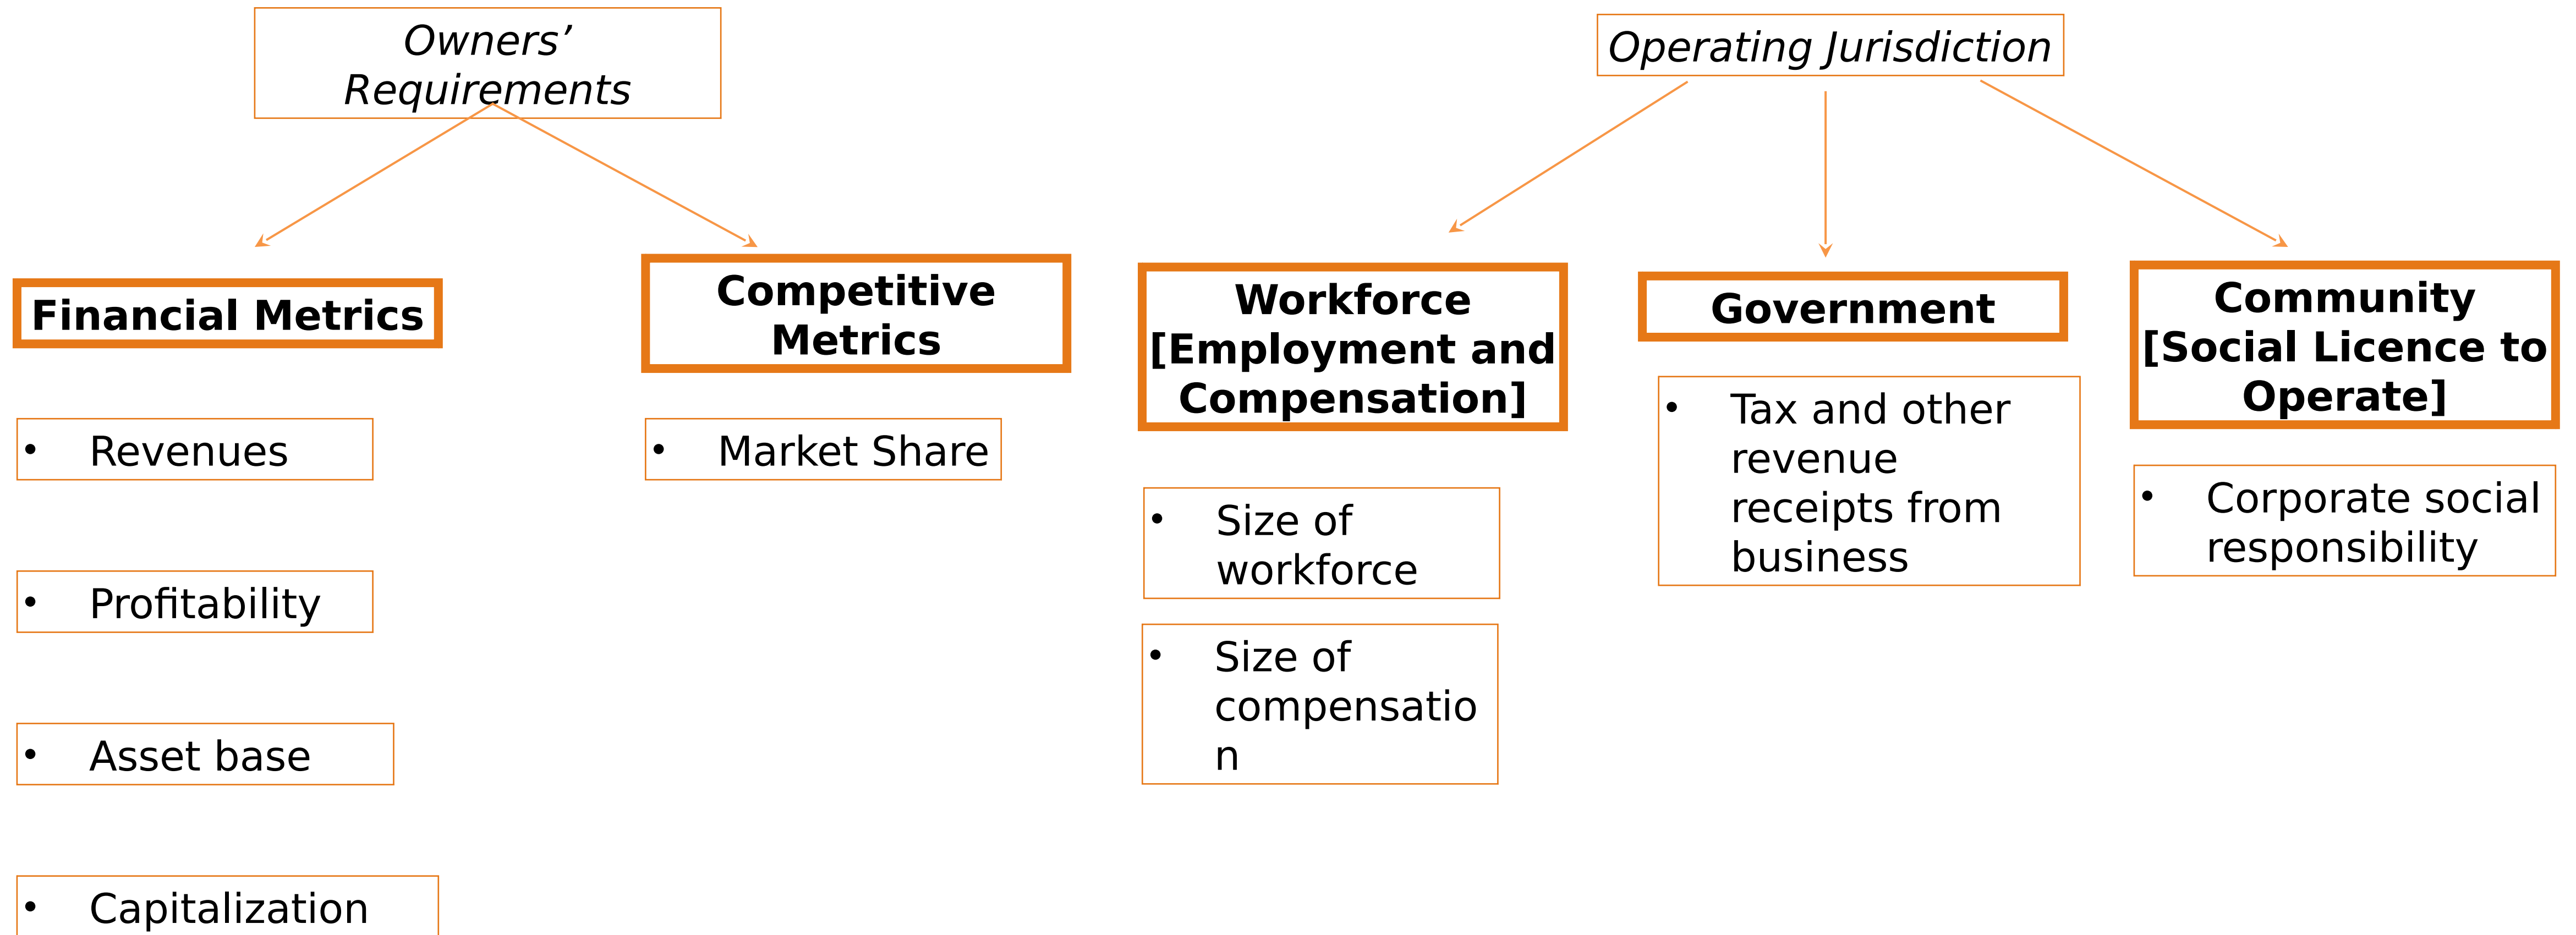 Owners’
Requirements
Operating Jurisdiction
Financial Metrics
Competitive
Metrics
Workforce
[Employment and
Compensation]
Government
Community
[Social Licence to
Operate]
• Revenues
• Profitability
• Asset base
• Capitalization
• Market Share
• Size of
workforce
• Size of
compensatio
n
• Tax and other
revenue
receipts from
business
• Corporate social
responsibility